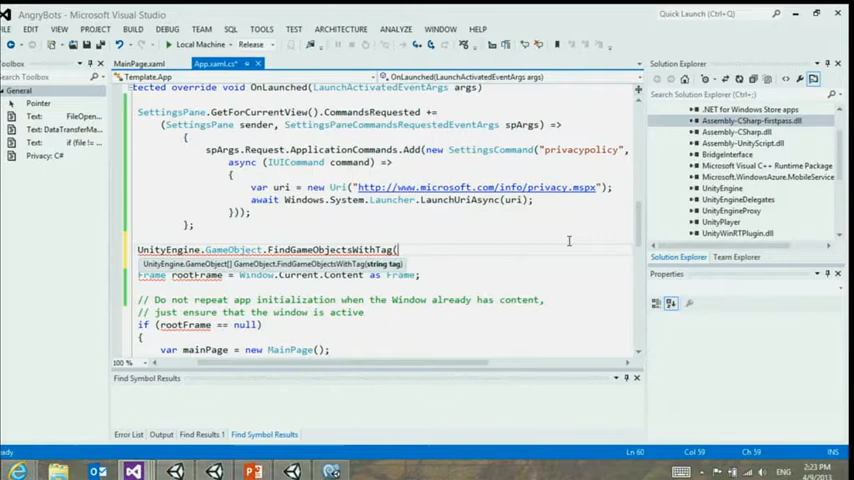 AngryBots - Microsoft Visual Studio
Quick Launch (Ctrl+Q)
FILE EDIT VIEW PROJECT BUILD DEBUG TEAM SQL TOOLS TEST ARCHITECTURE ANALYZE WINDOW HELP
Local Machine Release
Toolbox
MainPage.xaml App.xaml.cs
Solution Explorer
Search Toolbox
Template.App OnLaunched(LaunchActivatedEventArgs args)
General
Pointer
Text: FileOpen...
Text: DataTransferMa...
Text: if (file != ...
Privacy: C#
tected override void OnLaunched(LaunchActivatedEventArgs args)
SettingsPane.GetForCurrentView().CommandsRequested +=
(SettingsPane sender, SettingsPaneCommandsRequestedEventArgs spArgs) =>
{
spArgs.Request.ApplicationCommands.Add(new SettingsCommand("privacypolicy",
async (IUICommand command) =>
{
var uri = new Uri("http://www.microsoft.com/info/privacy.mspx");
await Windows.System.Launcher.LaunchUriAsync(uri);
}));
};
UnityEngine.GameObject.FindGameObjectsWithTag(
UnityEngine.GameObject[] GameObject.FindGameObjectsWithTag(string tag)
Frame rootFrame = Window.Current.Content as Frame;
// Do not repeat app initialization when the Window already has content,
// just ensure that the window is active
if (rootFrame == null)
{
var mainPage = new MainPage();
100 %
Search Solution Explorer (Ctrl+;)
.NET for Windows Store apps
Assembly-CSharp-firstpass.dll
Assembly-CSharp.dll
Assembly-UnityScript.dll
BridgeInterface
Microsoft Visual C++ Runtime Package
Microsoft.WindowsAzure.MobileService
UnityEngine
UnityEngineDelegates
UnityEngineProxy
UnityPlayer
UnityWinRTPlugin.dll
Solution Explorer Team Explorer
Properties
Find Symbol Results
Error List Output Find Results 1 Find Symbol Results
Ready Ln 60 Col 59 Ch 59 INS
ENG
2:23 PM
4/9/2013